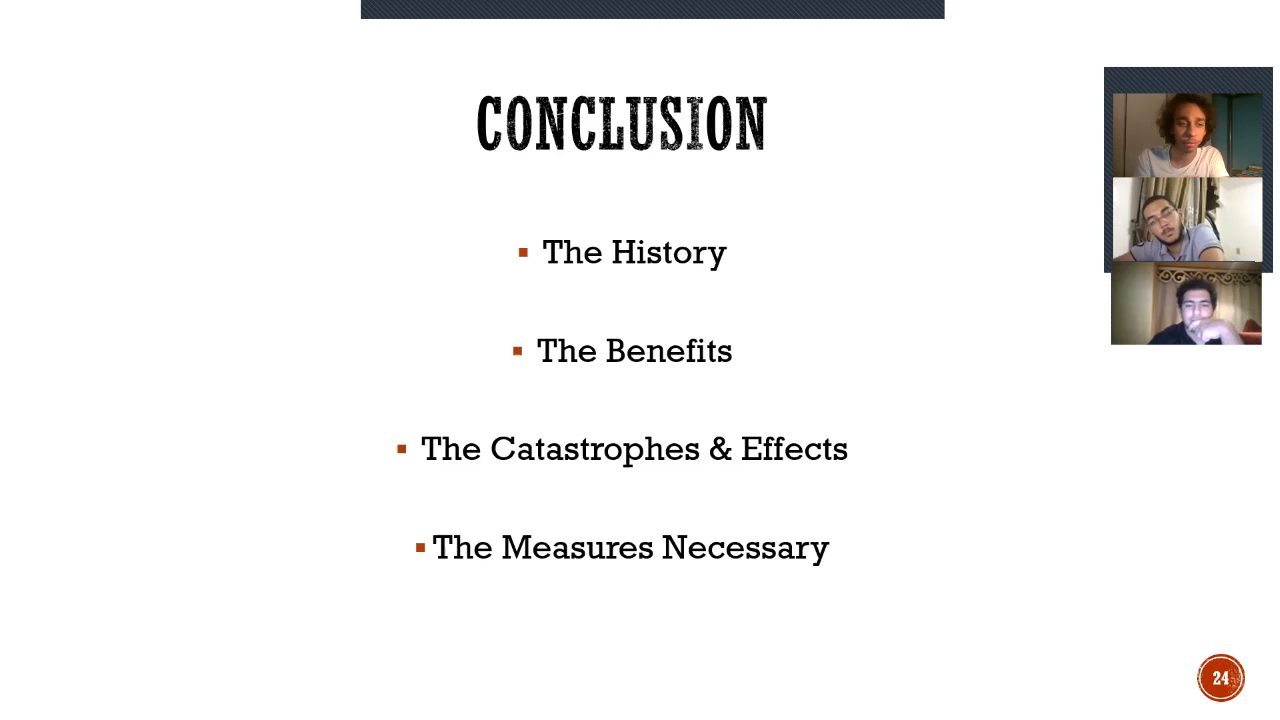 CONCLUSION
▪ The History
▪ The Benefits
▪ The Catastrophes & Effects
▪ The Measures Necessary
24